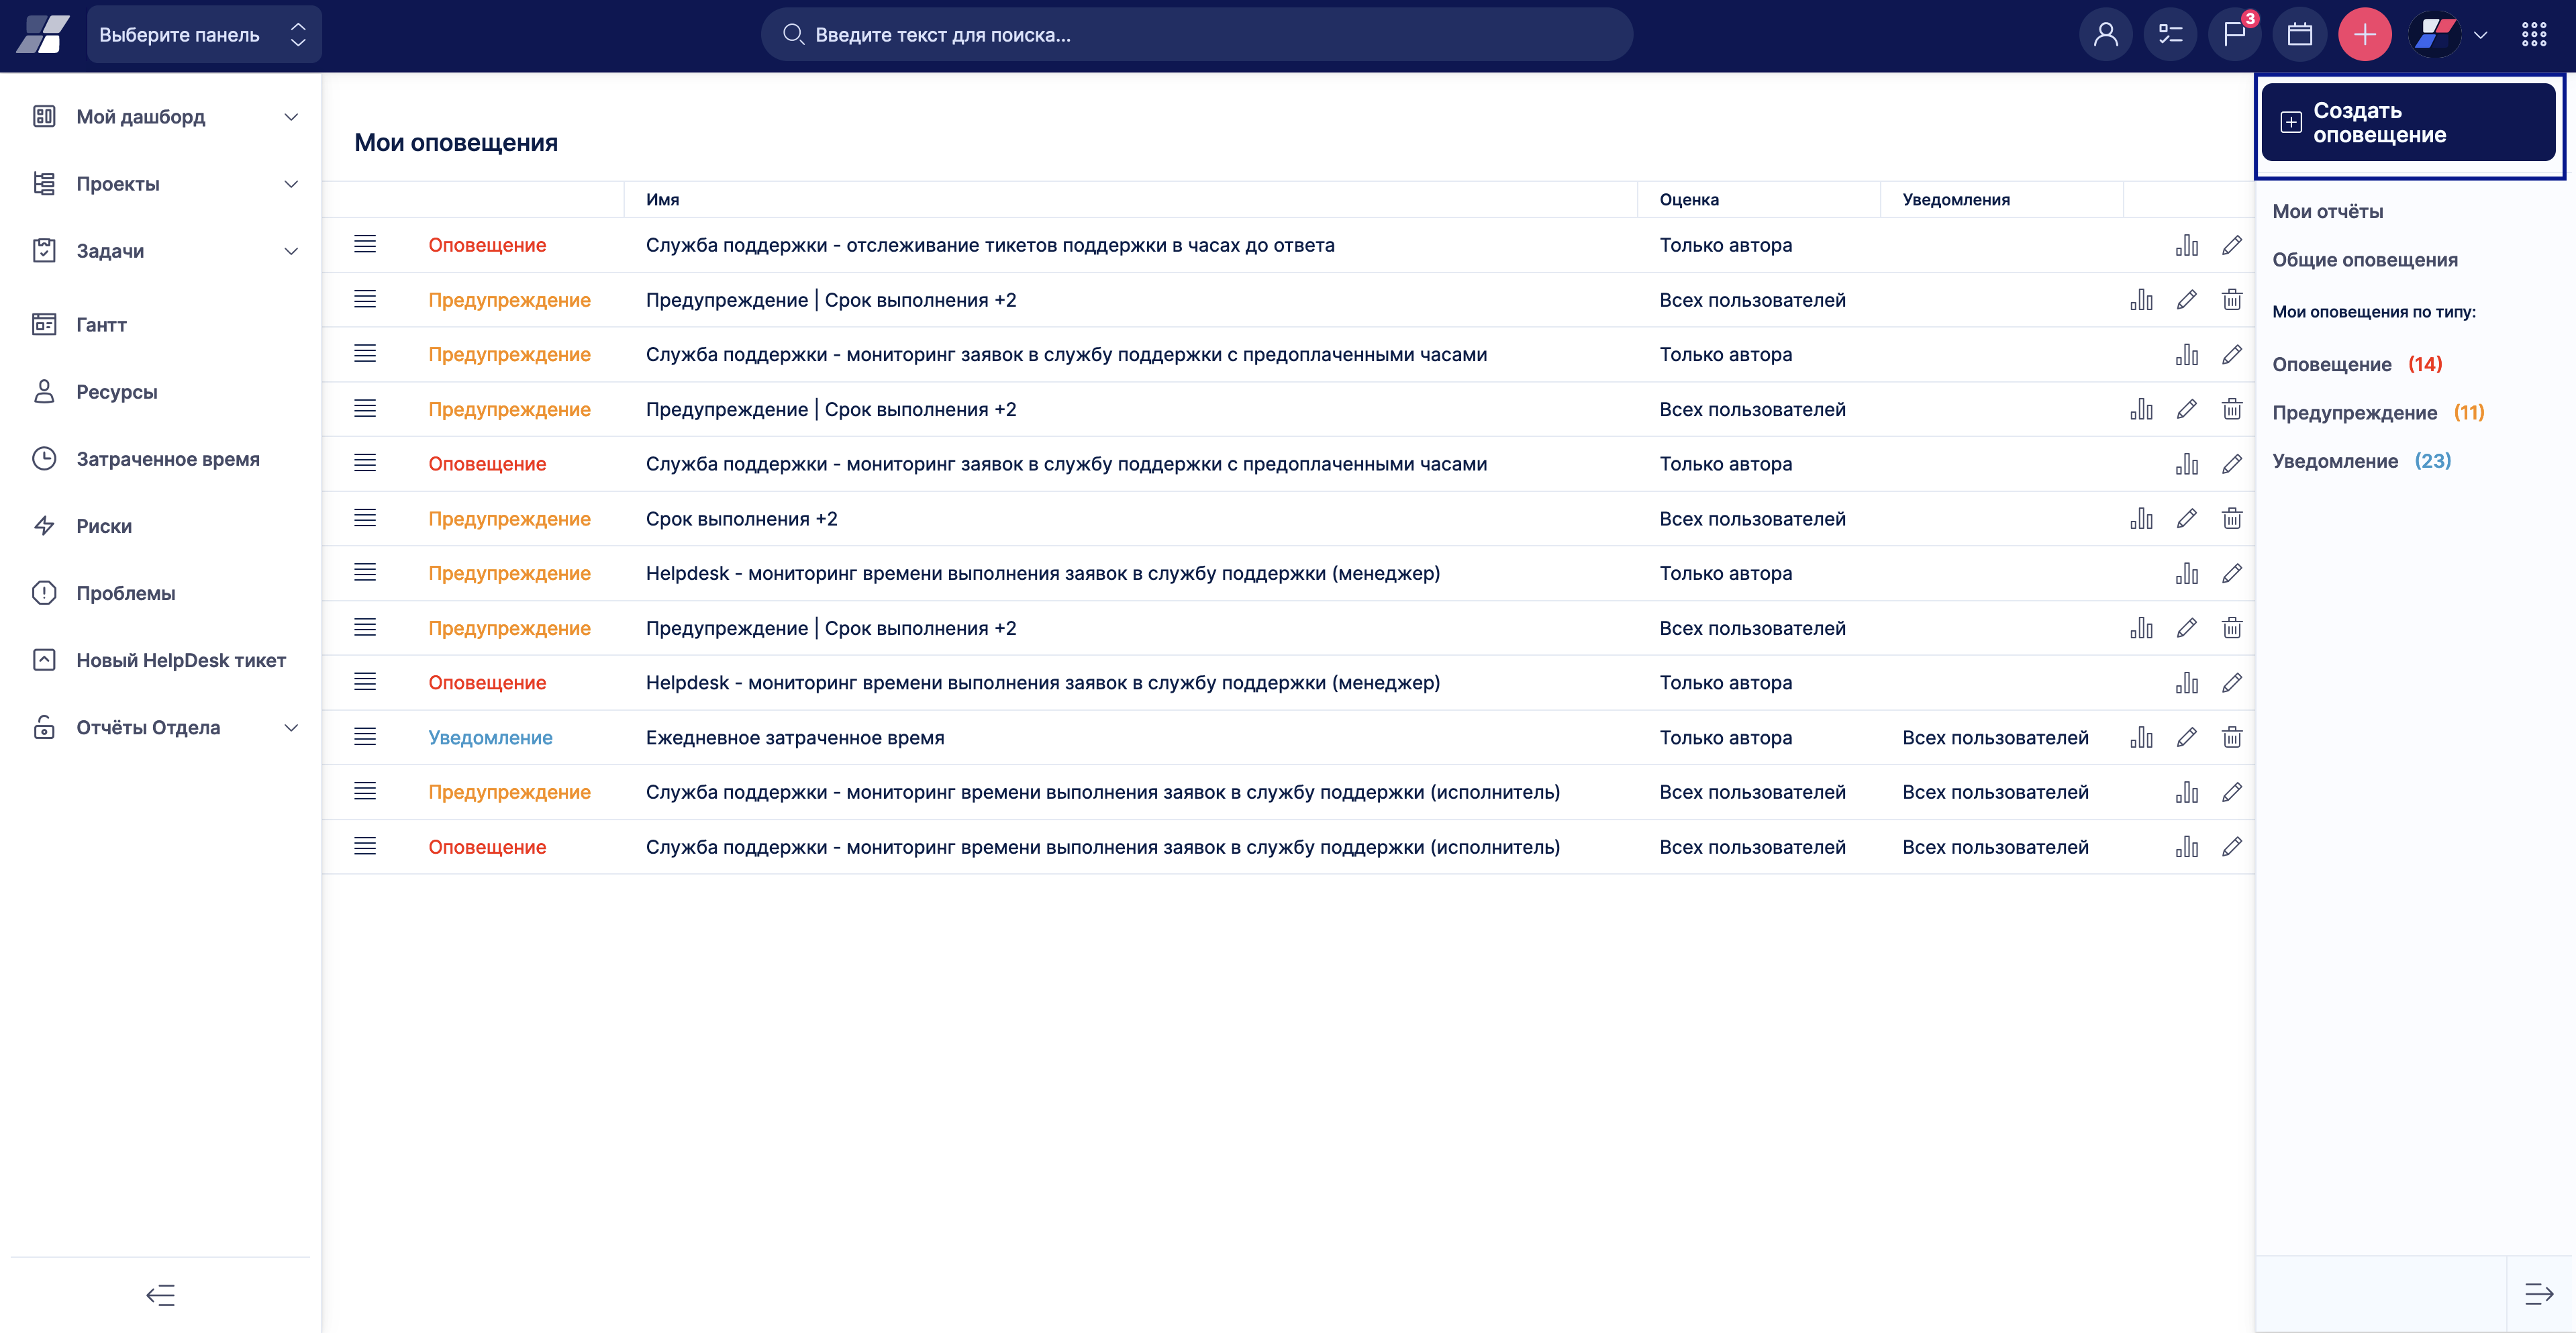 Выберите панель
Введите текст для поиска...
3
Мой дашборд
Проекты
Задачи
Гантт
Ресурсы
Затраченное время
Риски
Проблемы
Новый HelpDesk тикет
Отчёты Отдела
Мои оповещения
Имя Оценка Уведомления
Оповещение Служба поддержки - отслеживание тикетов поддержки в часах до ответа Только автора
Предупреждение Предупреждение | Срок выполнения +2 Всех пользователей
Предупреждение Служба поддержки - мониторинг заявок в службу поддержки с предоплаченными часами Только автора
Предупреждение Предупреждение | Срок выполнения +2 Всех пользователей
Оповещение Служба поддержки - мониторинг заявок в службу поддержки с предоплаченными часами Только автора
Предупреждение Срок выполнения +2 Всех пользователей
Предупреждение Helpdesk - мониторинг времени выполнения заявок в службу поддержки (менеджер) Только автора
Предупреждение Предупреждение | Срок выполнения +2 Всех пользователей
Оповещение Helpdesk - мониторинг времени выполнения заявок в службу поддержки (менеджер) Только автора
Уведомление Ежедневное затраченное время Только автора Всех пользователей
Предупреждение Служба поддержки - мониторинг времени выполнения заявок в службу поддержки (исполнитель) Всех пользователей Всех пользователей
Оповещение Служба поддержки - мониторинг времени выполнения заявок в службу поддержки (исполнитель) Всех пользователей Всех пользователей
Создать
оповещение
Мои отчёты
Общие оповещения
Мои оповещения по типу:
Оповещение (14)
Предупреждение (11)
Уведомление (23)